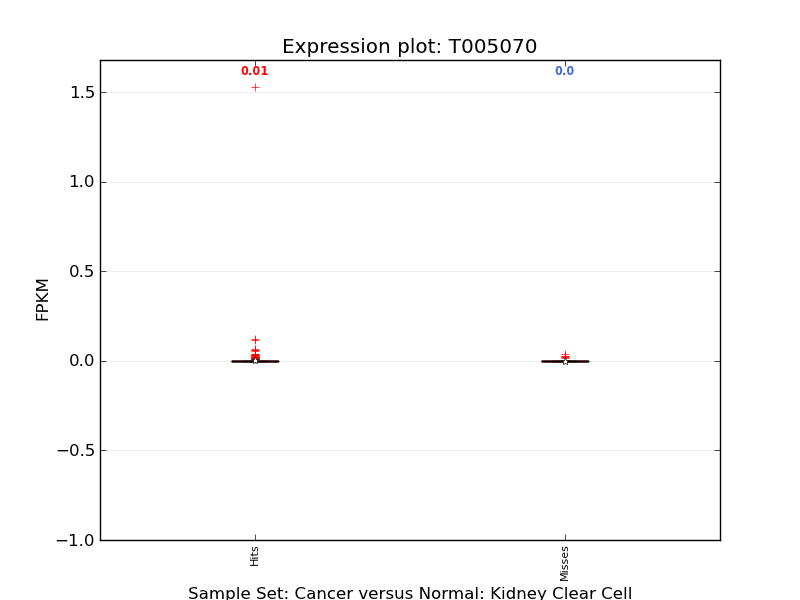 Expression plot: T005070
0.01
0.0
1.5
1.0
0.5
0.0
−0.5
−1.0
FPKM
Hits
Misses
Sample Set: Cancer versus Normal: Kidney Clear Cell